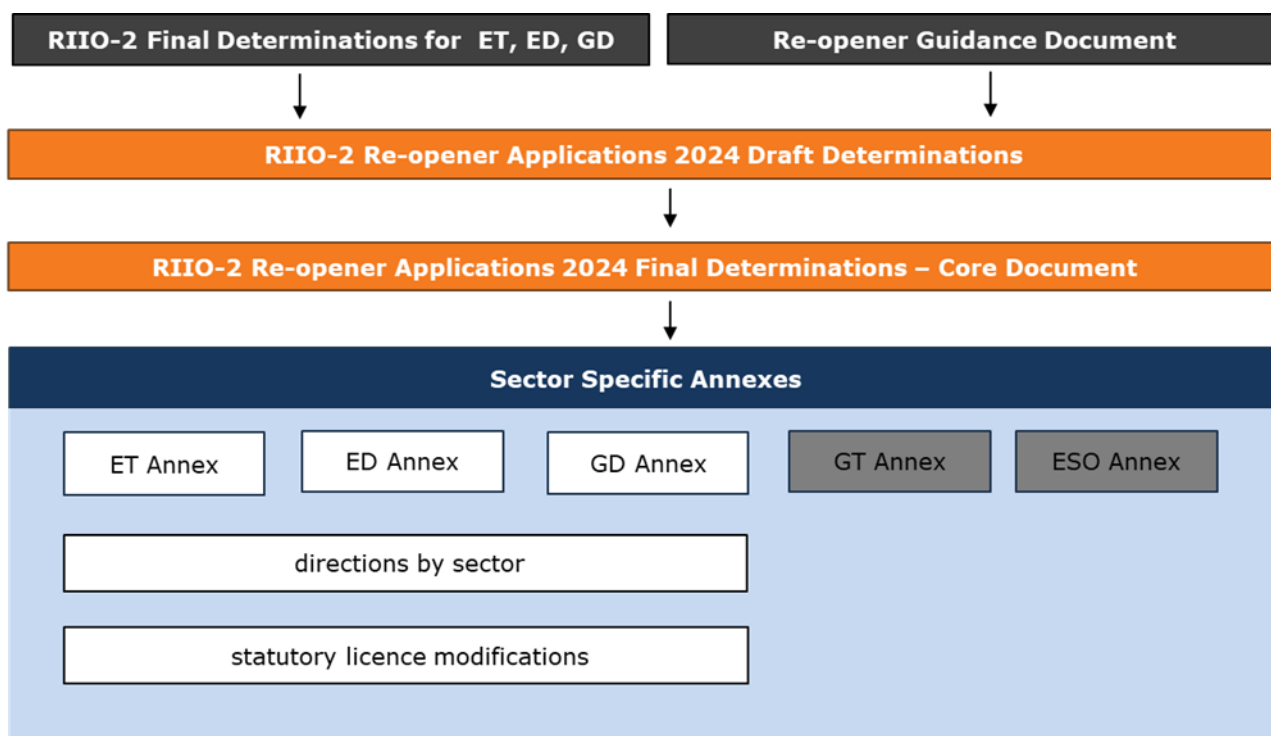 RIIO-2 Final Determinations for ET, ED, GD
Re-opener Guidance Document
RIIO-2 Re-opener Applications 2024 Draft Determinations
RIIO-2 Re-opener Applications 2024 Final Determinations – Core Document
Sector Specific Annexes
ET Annex
ED Annex
GD Annex
GT Annex
ESO Annex
directions by sector
statutory licence modifications